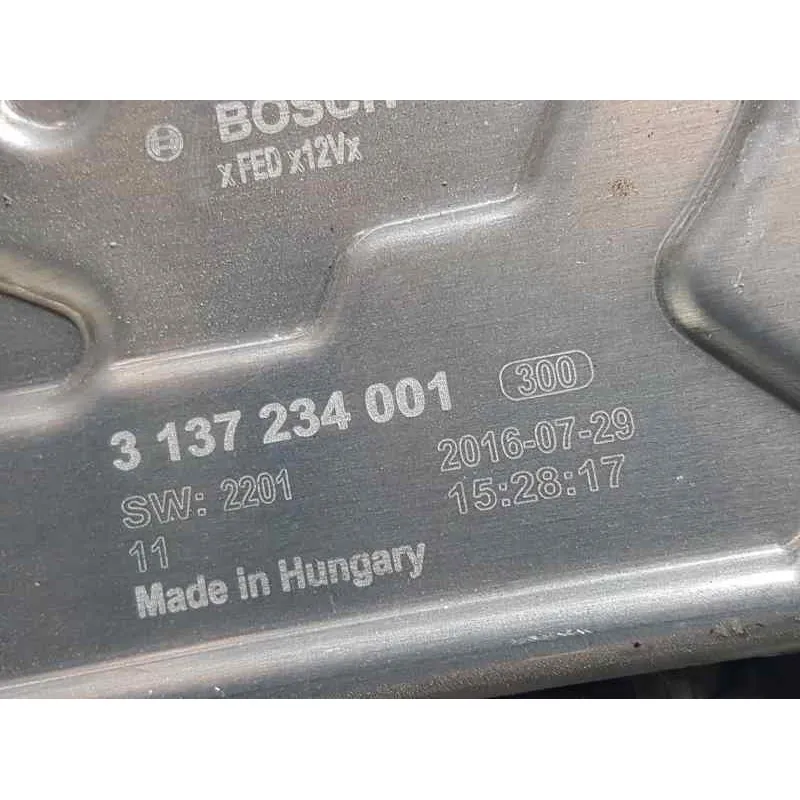 BOSCH
xFED x12Vx
3 137 234 001 300
SW: 2201 2016-07-29
11 15:28:17
Made in Hungary